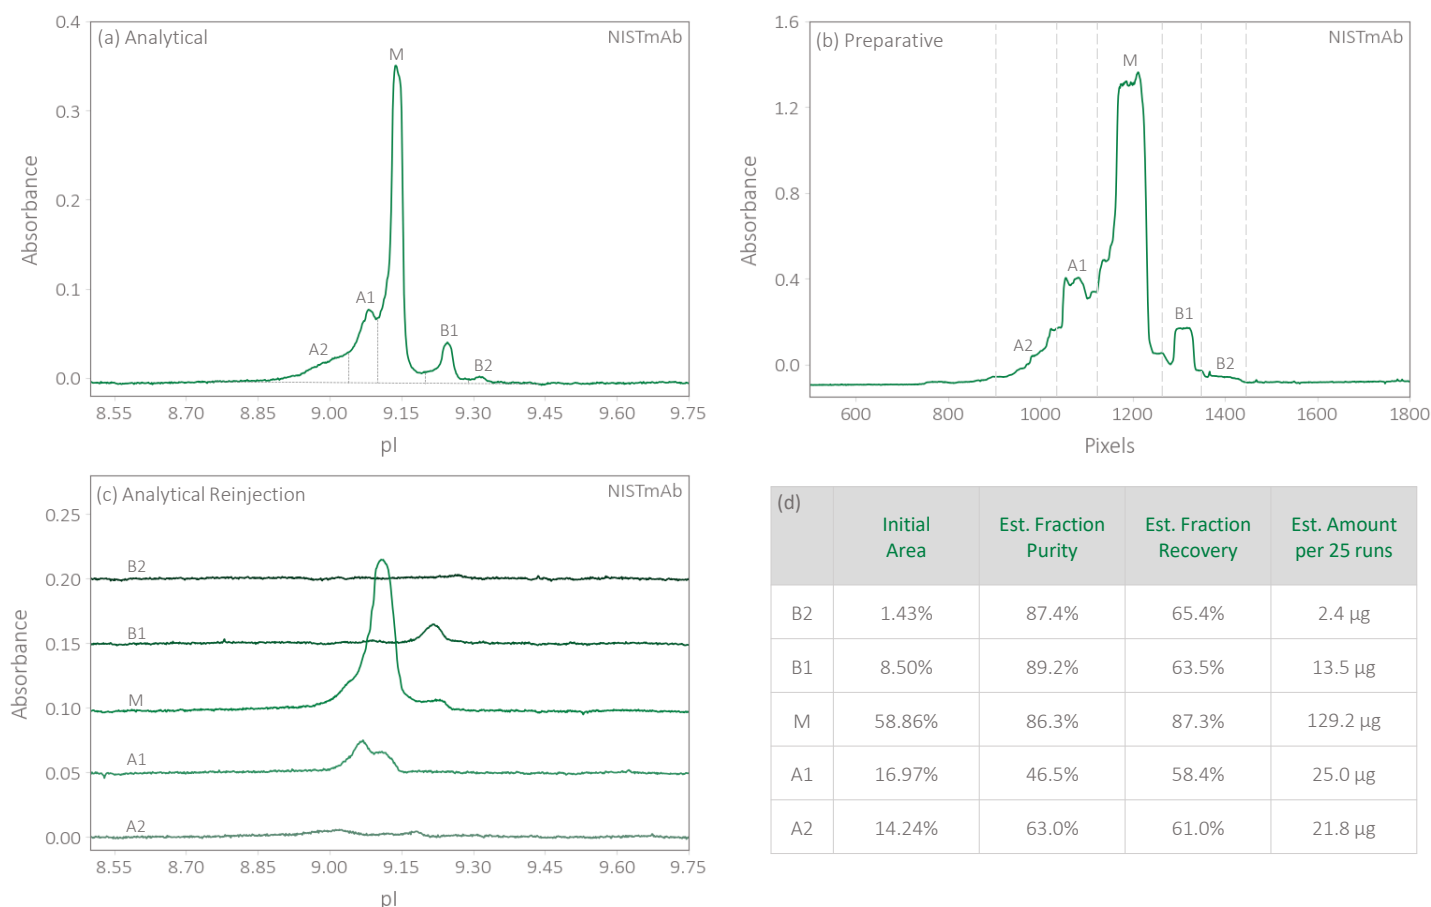 (a) Analytical
NISTmAb
M
A1
A2
B1
B2
0.4
0.3
0.2
0.1
0.0
Absorbance
8.55 8.70 8.85 9.00 9.15 9.30 9.45 9.60 9.75
pI
(b) Preparative
NISTmAb
M
A1
A2
B1
B2
1.6
1.2
0.8
0.4
0.0
Absorbance
600 800 1000 1200 1400 1600 1800
Pixels
(c) Analytical Reinjection
NISTmAb
0.25
0.20
0.15
0.10
0.05
0.00
Absorbance
B2
B1
M
A1
A2
8.55 8.70 8.85 9.00 9.15 9.30 9.45 9.60 9.75
pI
(d)
Initial Area
Est. Fraction Purity
Est. Fraction Recovery
Est. Amount per 25 runs
B2 1.43% 87.4% 65.4% 2.4 µg
B1 8.50% 89.2% 63.5% 13.5 µg
M 58.86% 86.3% 87.3% 129.2 µg
A1 16.97% 46.5% 58.4% 25.0 µg
A2 14.24% 63.0% 61.0% 21.8 µg